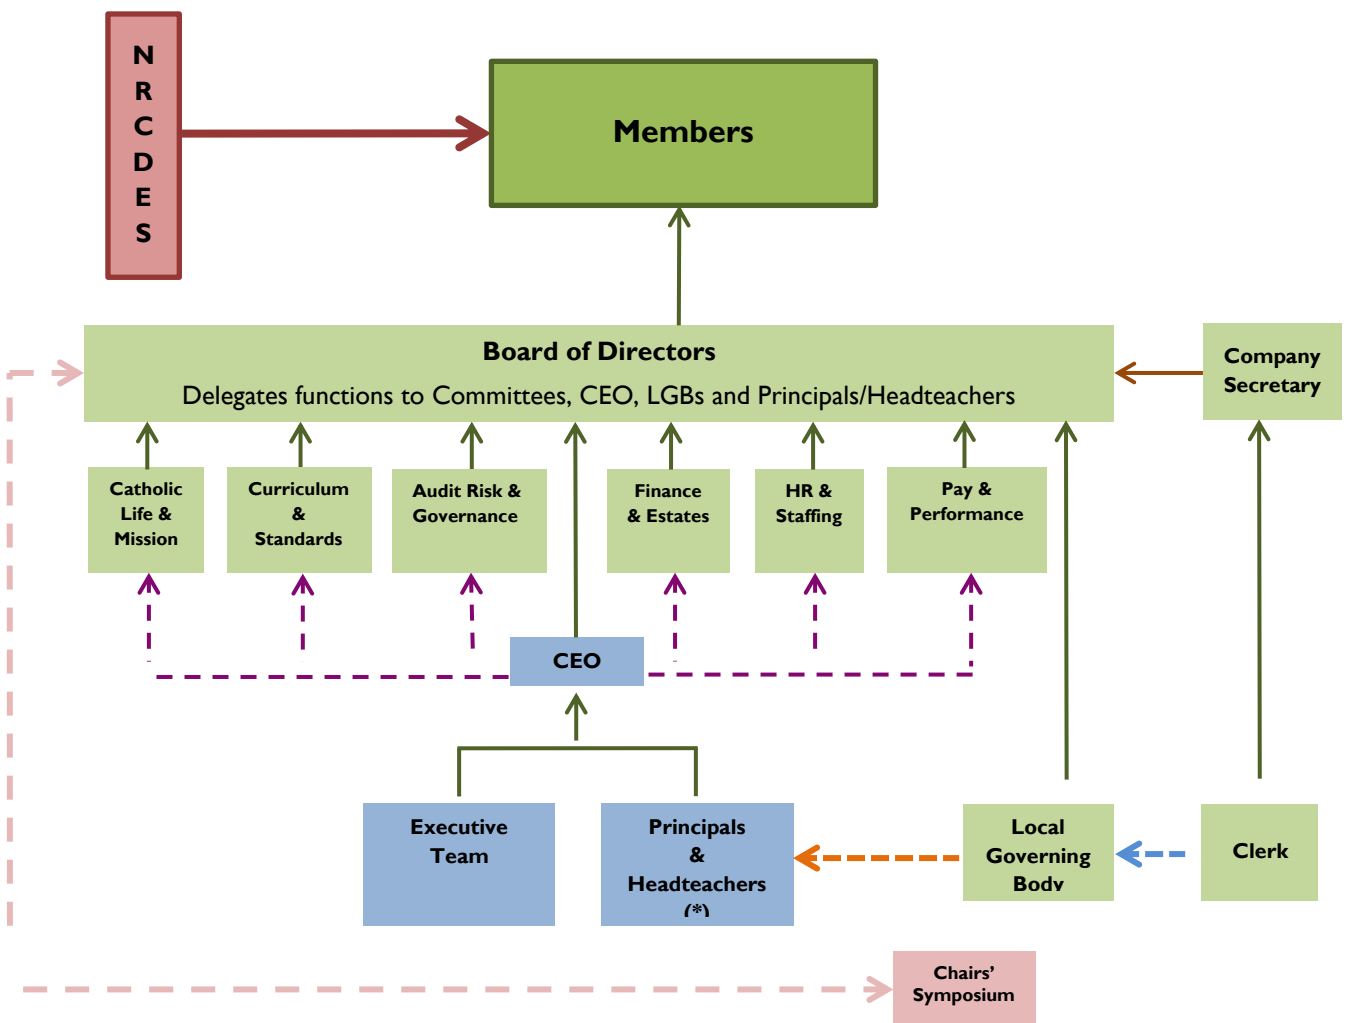 N
R
C
D
E
S
Members
Board of Directors
Delegates functions to Committees, CEO, LGBs and Principals/Headteachers
Company
Secretary
Catholic
Life &
Mission
Curriculum
&
Standards
Audit Risk &
Governance
Finance
& Estates
HR &
Staffing
Pay &
Performance
CEO
Executive
Team
Principals
&
Headteachers
(*)
Local
Governing
Body
Clerk
Chairs'
Symposium